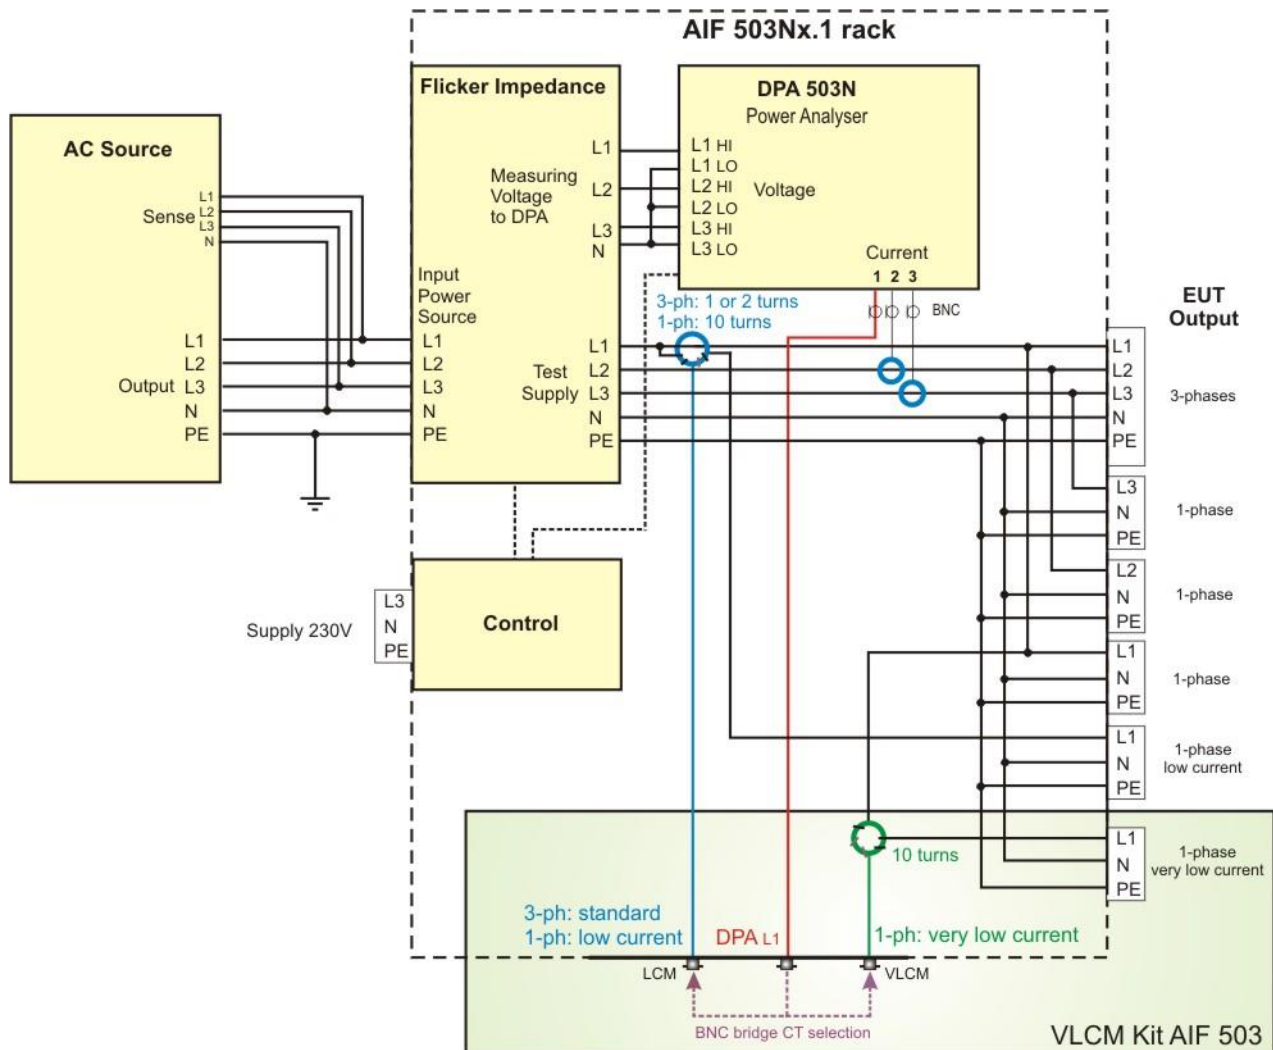 AIF 503Nx.1 rack
Flicker Impedance
DPA 503N
Power Analyser
AC Source
L1
L2
L3
N
Sense
L1
L2
L3
N
PE
Output
Input
Power
Source
L1
L2
L3
N
PE
Measuring
Voltage
to DPA
L1
L2
L3
N
L1 HI
L1 LO
L2 HI
L2 LO
L3 HI
L3 LO
Voltage
Current
1 2 3
BNC
3-ph: 1 or 2 turns
1-ph: 10 turns
Test
Supply
L1
L2
L3
N
PE
EUT
Output
L1
L2
L3
N
PE
3-phases
L3
N
PE
1-phase
L2
N
PE
1-phase
L1
N
PE
1-phase
L1
N
PE
1-phase
low current
L1
N
PE
1-phase
very low current
Supply 230V
L3
N
PE
Control
10 turns
3-ph: standard
1-ph: low current
DPA L1
1-ph: very low current
LCM
VLCM
BNC bridge CT selection
VLCM Kit AIF 503